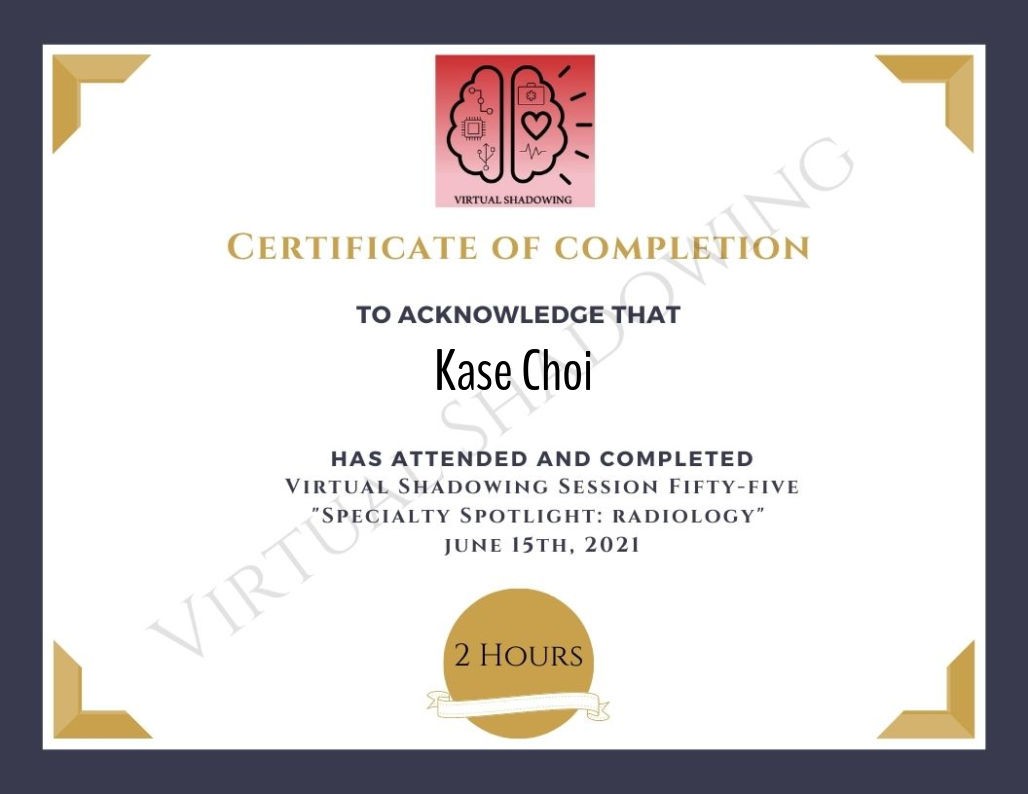 VIRTUAL SHADOWING
CERTIFICATE OF COMPLETION
TO ACKNOWLEDGE THAT
Kase Choi
HAS ATTENDED AND COMPLETED
VIRTUAL SHADOWING SESSION FIFTY-FIVE
"SPECIALTY SPOTLIGHT: RADIOLOGY"
JUNE 15TH, 2021
2 HOURS
VIRTUAL SHADOWING